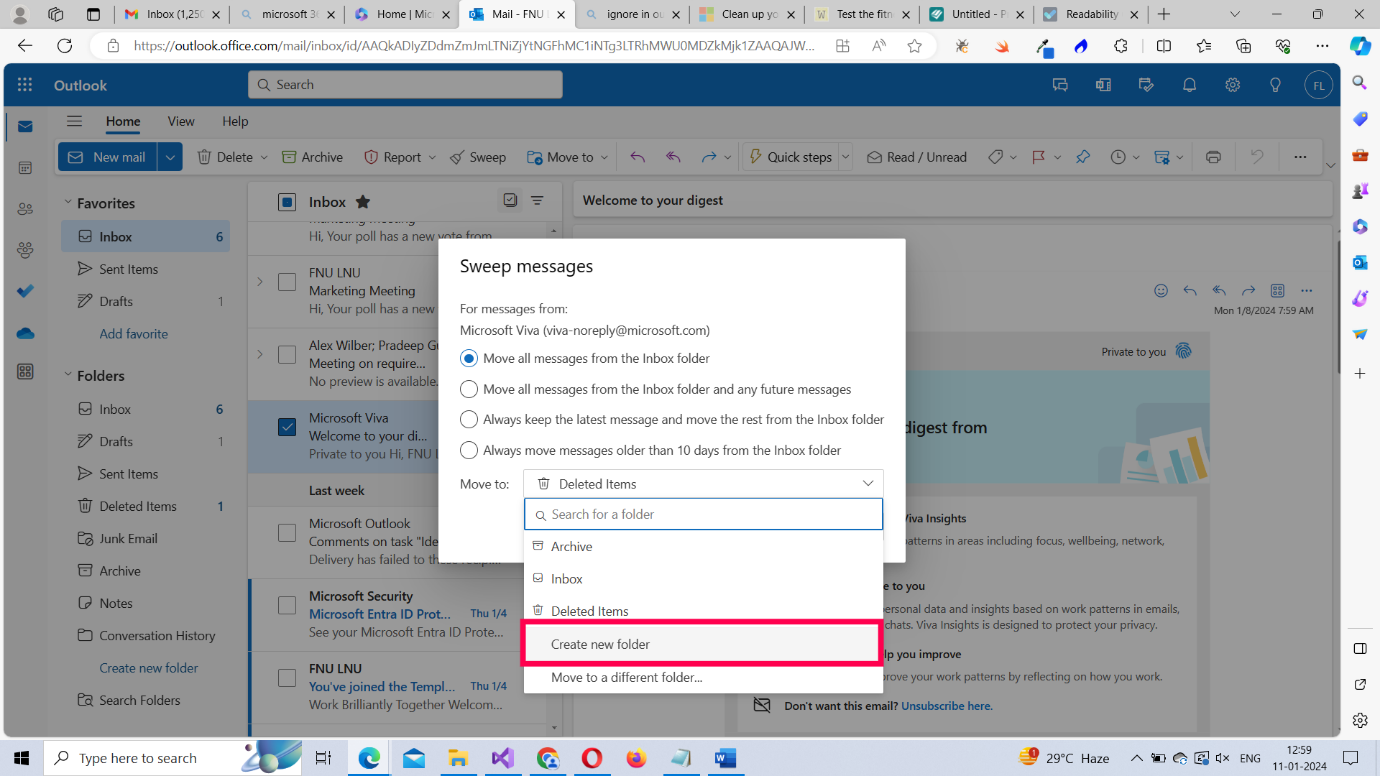 Inbox (1,250
microsoft 36
Home | Mic
Mail - FNU
ignore in ou
Clean up yo
Test the fitn
Untitled - P
Readability
https://outlook.office.com/mail/inbox/id/AAQkADIyZDdmZmJmLTNiZjYtNGFhMC1iNTg3LTRhMWU0MDZkMjk1ZAAQAJW...
Outlook
Search
FL
Home View Help
New mail Delete Archive Report Sweep Move to Quick steps Read / Unread
Favorites
Inbox 6
Sent Items
Drafts 1
Add favorite
Folders
Inbox 6
Drafts 1
Sent Items
Deleted Items 1
Junk Email
Archive
Notes
Conversation History
Create new folder
Search Folders
Inbox
Marketing Meeting
Hi, Your poll has a new vote from
FNU LNU
Marketing Meeting
Hi, Your poll has a new vote
Alex Wilber; Pradeep G
Meeting on require...
No preview is available.
Microsoft Viva
Welcome to your di...
Private to you Hi, FNU L
Last week
Microsoft Outlook
Comments on task "Ide
Delivery has failed to these
Microsoft Security
Microsoft Entra ID Prot... Thu 1/4
See your Microsoft Entra ID Prote...
FNU LNU
You've joined the Templ... Thu 1/4
Work Brilliantly Together Welcom...
Welcome to your digest
Mon 1/8/2024 7:59 AM
Private to you
digest from
Viva Insights
patterns in areas including focus, wellbeing, network,
e to you
ersonal data and insights based on work patterns in emails,
chats. Viva Insights is designed to protect your privacy.
lp you improve
prove your work patterns by reflecting on how you work.
Don't want this email? Unsubscribe here.
Sweep messages
For messages from:
Microsoft Viva (viva-noreply@microsoft.com)
Move all messages from the Inbox folder
Move all messages from the Inbox folder and any future messages
Always keep the latest message and move the rest from the Inbox folder
Always move messages older than 10 days from the Inbox folder
Move to: Deleted Items
Search for a folder
Archive
Inbox
Deleted Items
Create new folder
Move to a different folder...
Type here to search
1
29°C Haze
ENG
12:59
11-01-2024